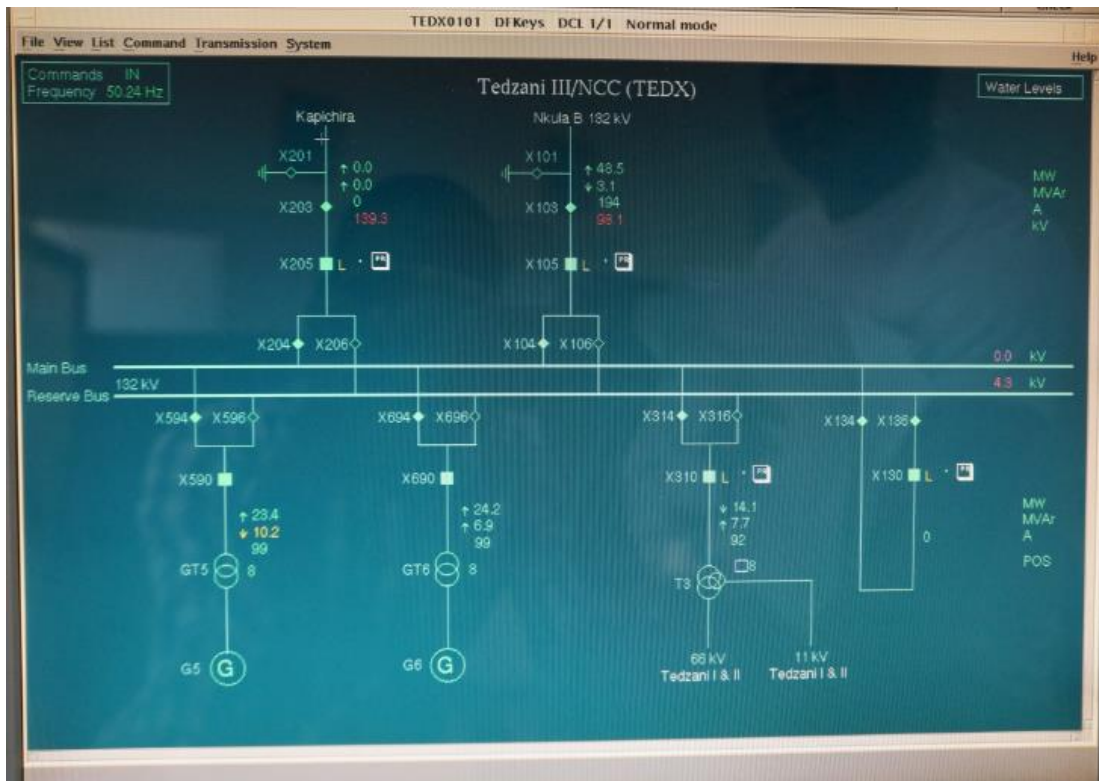 TEDX0101 DFKeys DCL 1/1 Normal mode
File View List Command Transmission System
Help
Commands IN
Frequency 50.24 Hz
Tedzani III/NCC (TEDX)
Water Levels
Kapichira
Nkula B 132 kV
X201
↑ 0.0
↑ 0.0
0
139.3
X203
X205 L
X101
↑ 48.5
↓ 3.1
194
98.1
X103
X105 L
MW
MVAr
A
kV
X204 X206
X104 X106
Main Bus
0.0 kV
132 kV
Reserve Bus
4.3 kV
X594 X596
X694 X696
X314 X316
X134 X136
X590
X690
X310 L
X130 L
↑ 23.4
↓ 10.2
99
↑ 24.2
↑ 6.9
99
↓ 14.1
↑ 7.7
92
0
MW
MVAr
A
POS
GT5 8
GT6 8
T3 8
G5 G
G6 G
66 kV
Tedzani I & II
11 kV
Tedzani I & II